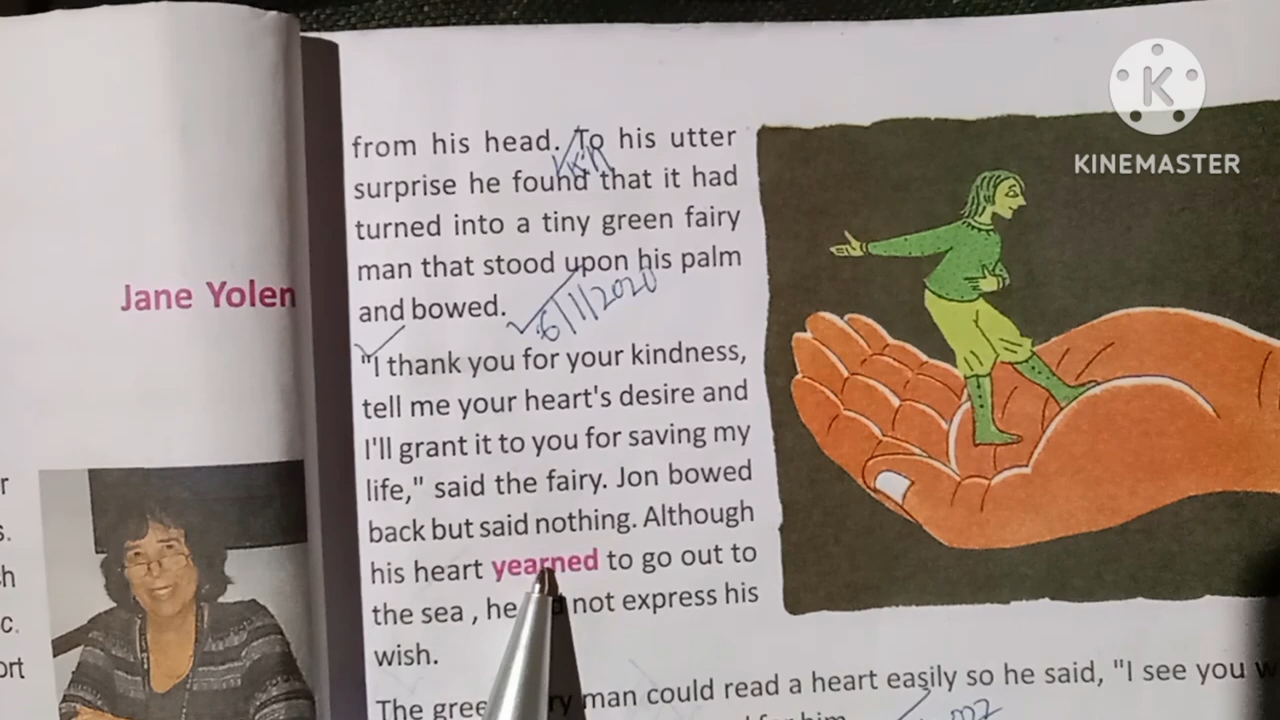 Jane Yolen
r
s.
ch
c.
ort
from his head. To his utter
surprise he found that it had
turned into a tiny green fairy
man that stood upon his palm
and bowed.
6/1/2020
"I thank you for your kindness,
tell me your heart's desire and
I'll grant it to you for saving my
life," said the fairy. Jon bowed
back but said nothing. Although
his heart yearned to go out to
the sea , he not express his
wish.
The man could read a heart easily so he said, "I see you
for him
K
KINEMASTER